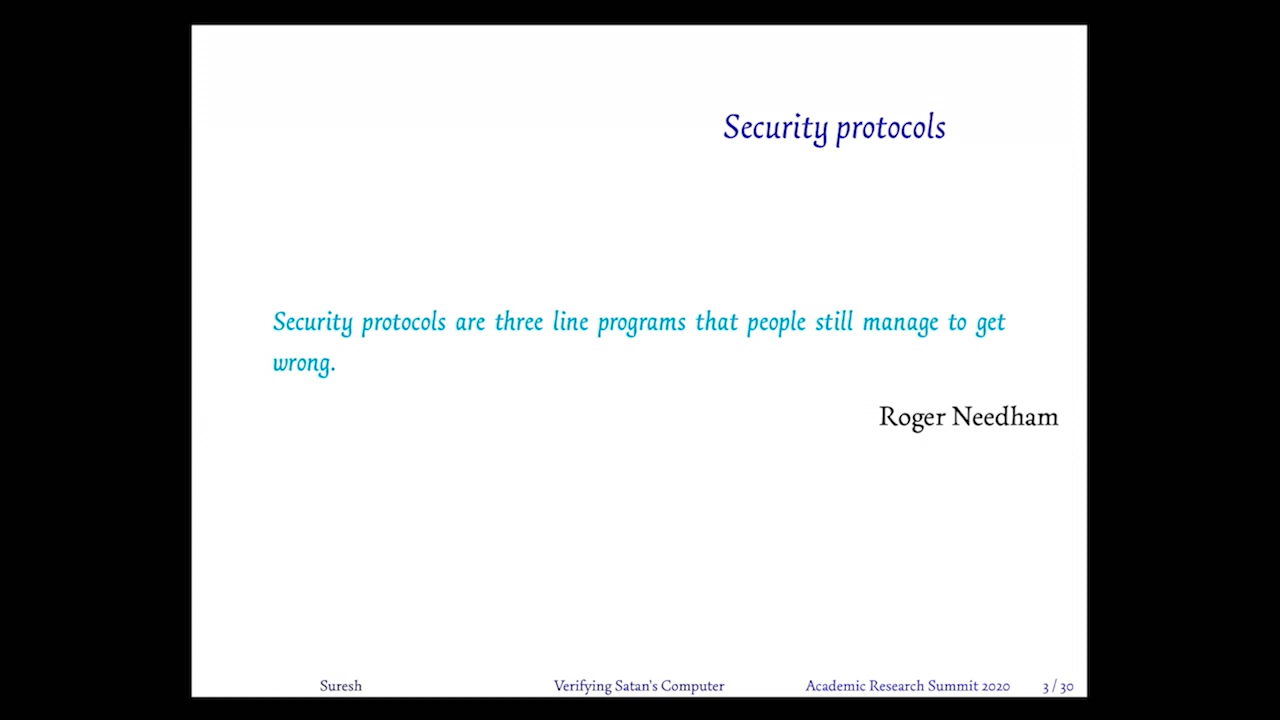 Security protocols
Security protocols are three line programs that people still manage to get
wrong.
Roger Needham
Suresh Verifying Satan's Computer Academic Research Summit 2020 3 / 30